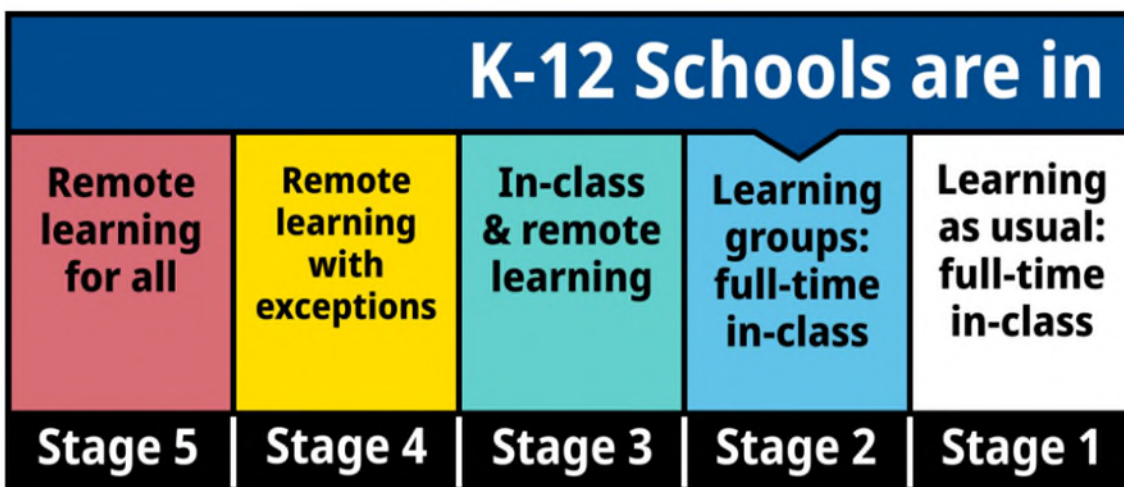 K-12 Schools are in
Remote
learning
for all
Remote
learning
with
exceptions
In-class
& remote
learning
Learning
groups:
full-time
in-class
Learning
as usual:
full-time
in-class
Stage 5
Stage 4
Stage 3
Stage 2
Stage 1